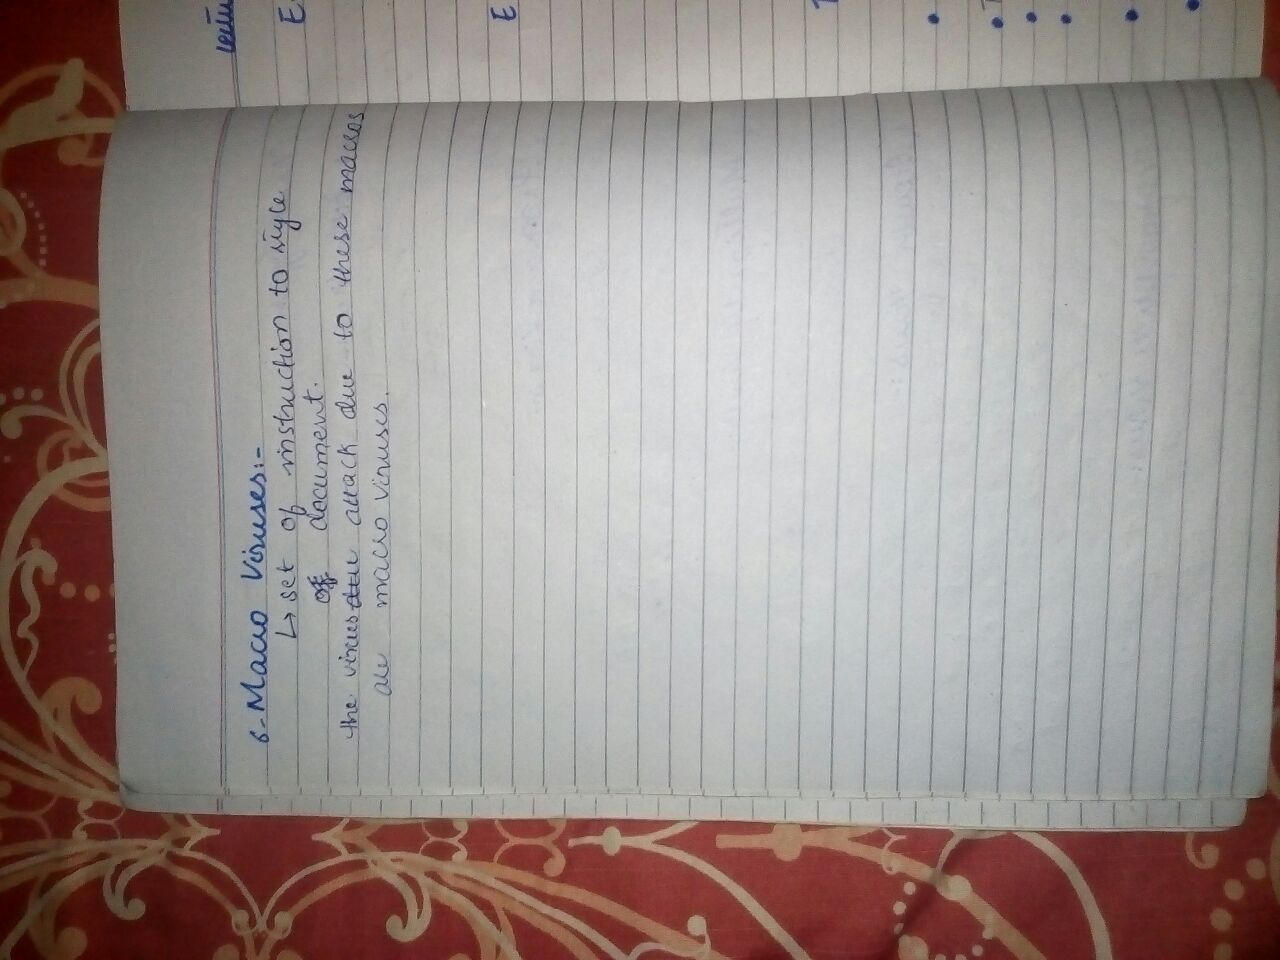 6- Macro Viruses:-
↳ set of instruction to style
of document.
the virus attack due to these macros
are macro viruses.
E
E
T